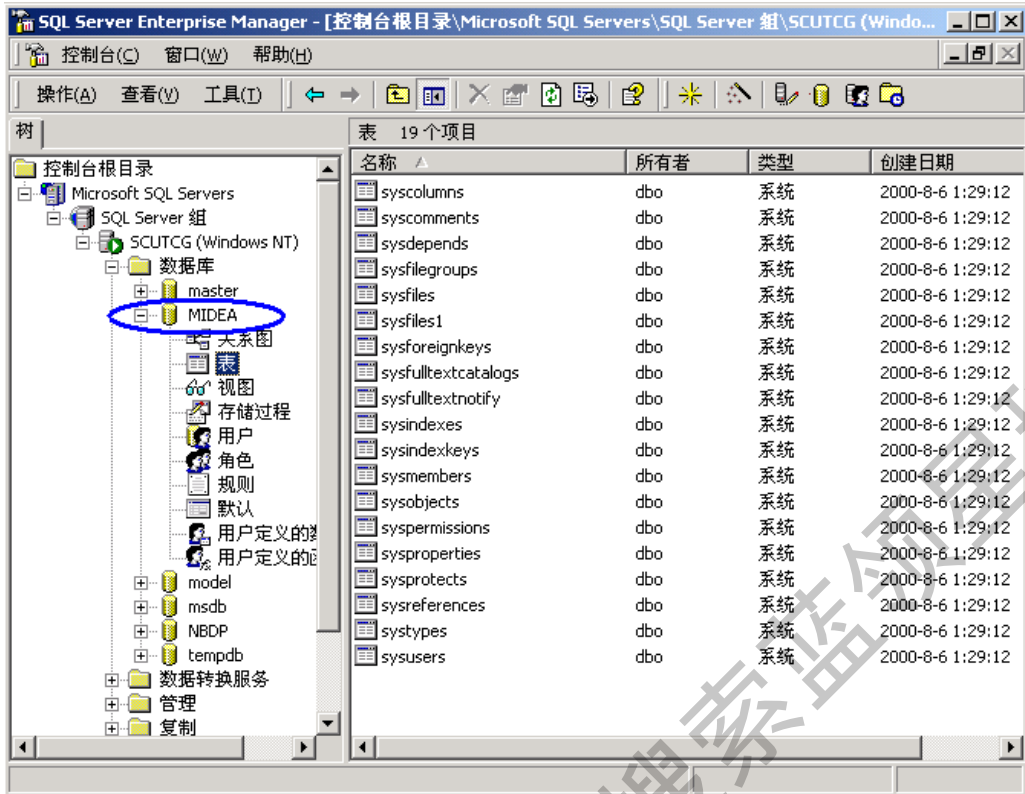 SQL Server Enterprise Manager - [控制台根目录\Microsoft SQL Servers\SQL Server 组\SCUTCG (Windo...
控制台(C) 窗口(W) 帮助(H)
操作(A) 查看(V) 工具(T)
树
表 19 个项目
控制台根目录
Microsoft SQL Servers
SQL Server 组
SCUTCG (Windows NT)
数据库
master
MIDEA
关系图
表
视图
存储过程
用户
角色
规则
默认
用户定义的
用户定义的
model
msdb
NBDP
tempdb
数据转换服务
管理
复制
名称 所有者 类型 创建日期
syscolumns dbo 系统 2000-8-6 1:29:12
syscomments dbo 系统 2000-8-6 1:29:12
sysdepends dbo 系统 2000-8-6 1:29:12
sysfilegroups dbo 系统 2000-8-6 1:29:12
sysfiles dbo 系统 2000-8-6 1:29:12
sysfiles1 dbo 系统 2000-8-6 1:29:12
sysforeignkeys dbo 系统 2000-8-6 1:29:12
sysfulltextcatalogs dbo 系统 2000-8-6 1:29:12
sysfulltextnotify dbo 系统 2000-8-6 1:29:12
sysindexes dbo 系统 2000-8-6 1:29:12
sysindexkeys dbo 系统 2000-8-6 1:29:12
sysmembers dbo 系统 2000-8-6 1:29:12
sysobjects dbo 系统 2000-8-6 1:29:12
syspermissions dbo 系统 2000-8-6 1:29:12
sysproperties dbo 系统 2000-8-6 1:29:12
sysprotects dbo 系统 2000-8-6 1:29:12
sysreferences dbo 系统 2000-8-6 1:29:12
systypes dbo 系统 2000-8-6 1:29:12
sysusers dbo 系统 2000-8-6 1:29:12
搜索蓝领星